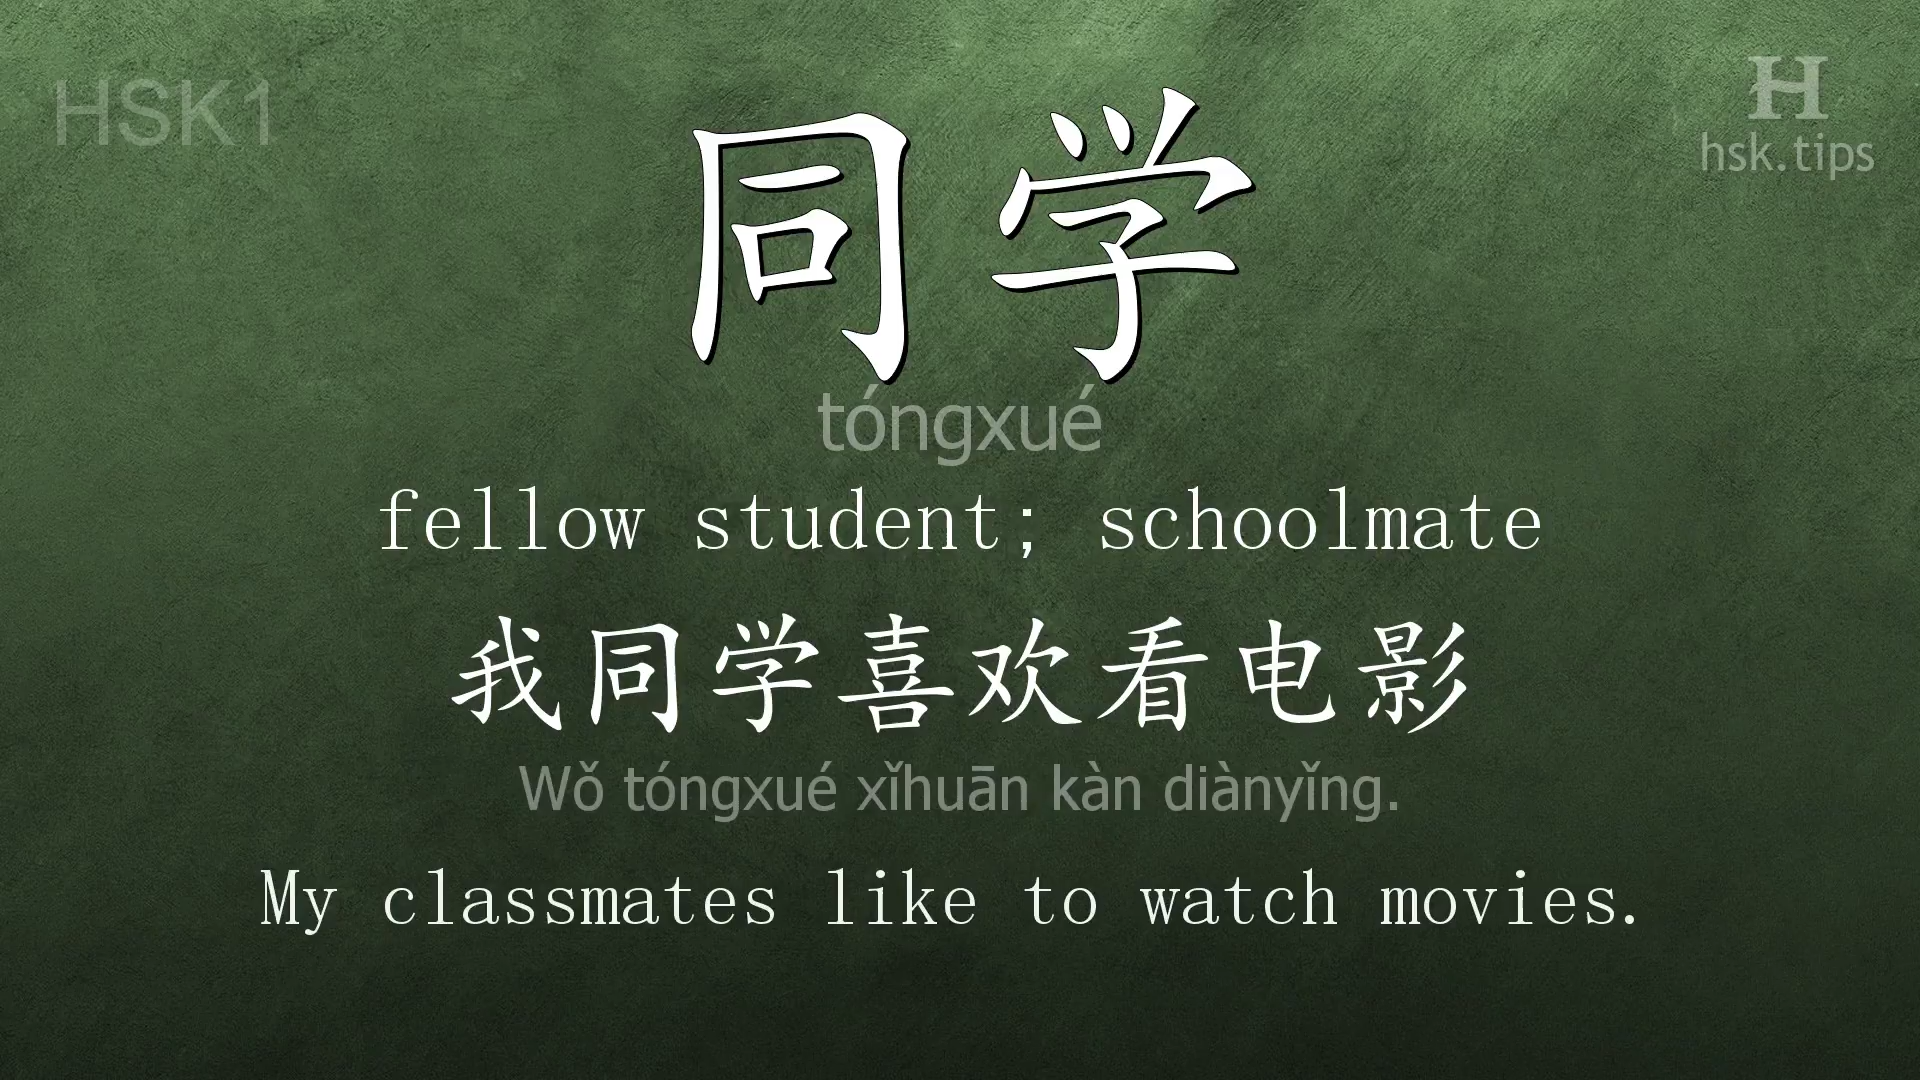 HSK1
H
hsk.tips
同学
tóngxué
fellow student; schoolmate
我同学喜欢看电影
Wǒ tóngxué xǐhuān kàn diànyǐng.
My classmates like to watch movies.